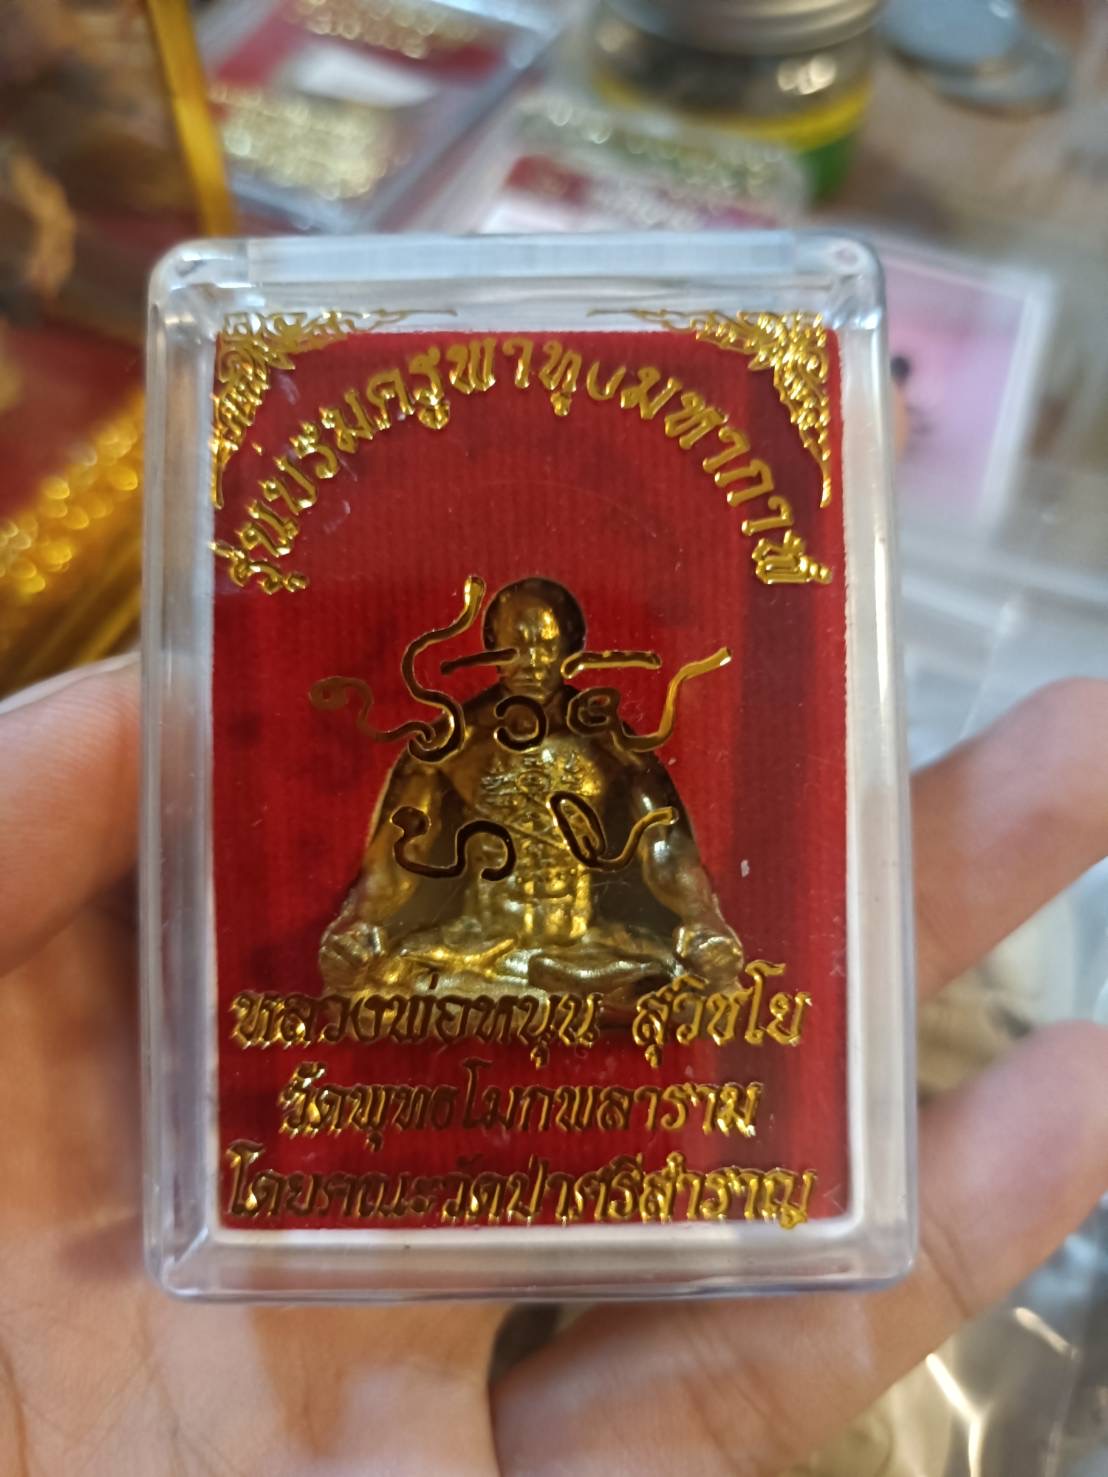 รุ่นบรมครูพาทุงมหากาฬ
หลวงพ่อหนุน สุวิชโย
วัดพุทธโมกพลาราม
โดยคณะวัดป่าศรีสำราญ